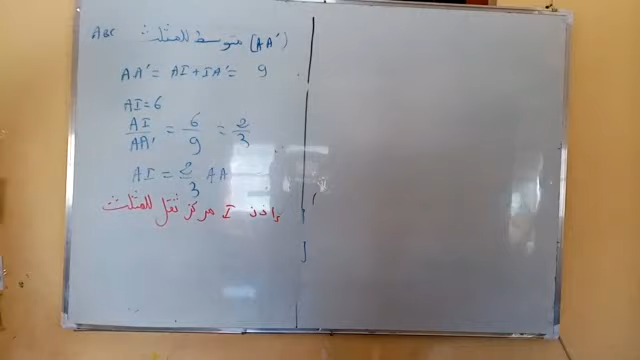 [AA') متوسط للمثلث ABC
AA' = AI + IA' = 9
AI = 6
AI/AA' = 6/9 = 2/3
AI = 2/3 AA
إذن I مركز ثقل للمثلث